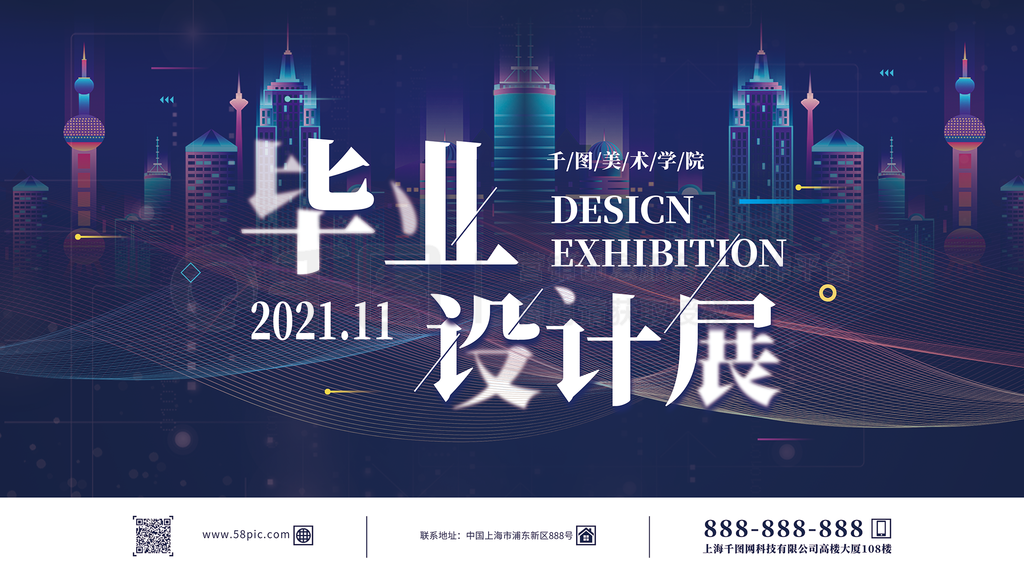 毕业
千/图/美/术/学/院
DESICN
EXHIBITION
2021.11
设计展
www.58pic.com
联系地址：中国上海市浦东新区888号
888-888-888
上海千图网科技有限公司高楼大厦108楼